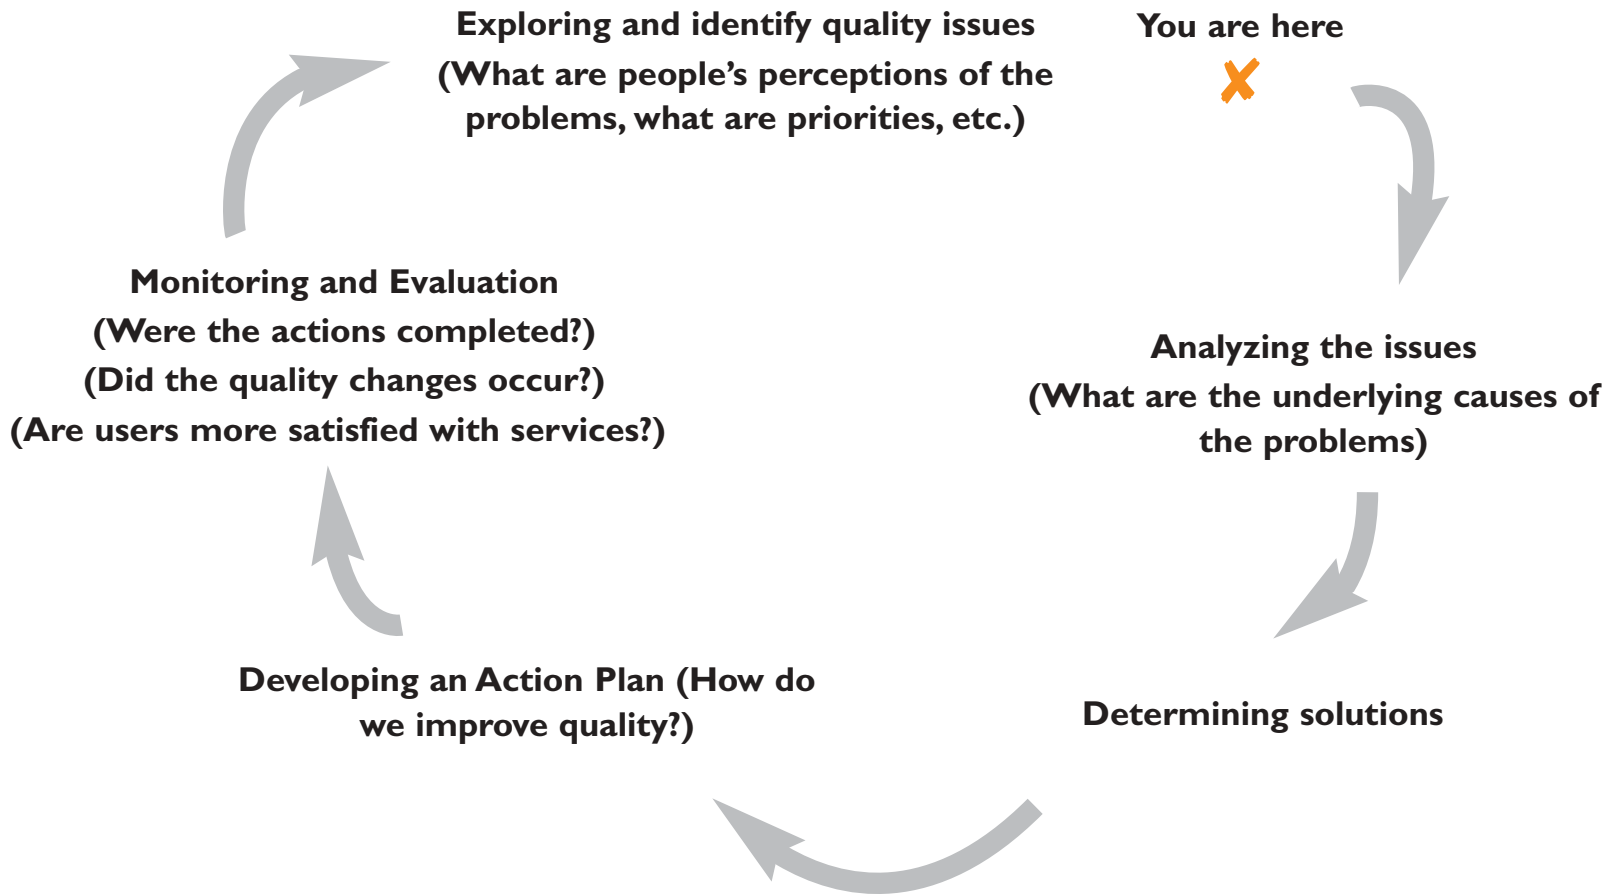 Exploring and identify quality issues
(What are people’s perceptions of the
problems, what are priorities, etc.)
You are here
Analyzing the issues
(What are the underlying causes of
the problems)
Determining solutions
Developing an Action Plan (How do
we improve quality?)
Monitoring and Evaluation
(Were the actions completed?)
(Did the quality changes occur?)
(Are users more satisfied with services?)